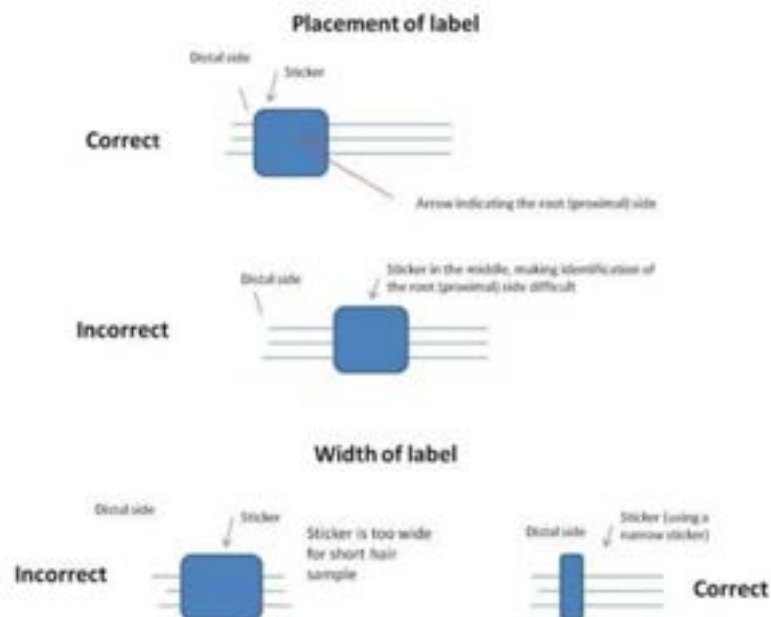 Placement of label
Distal side
Sticker
Correct
Arrow indicating the root (proximal) side
Sticker in the middle, making identification of
the root (proximal) side difficult
Distal side
Incorrect
Width of label
Distal side
Sticker
Sticker is too wide
for short hair
sample
Incorrect
Distal side
Sticker (using a
narrow sticker)
Correct